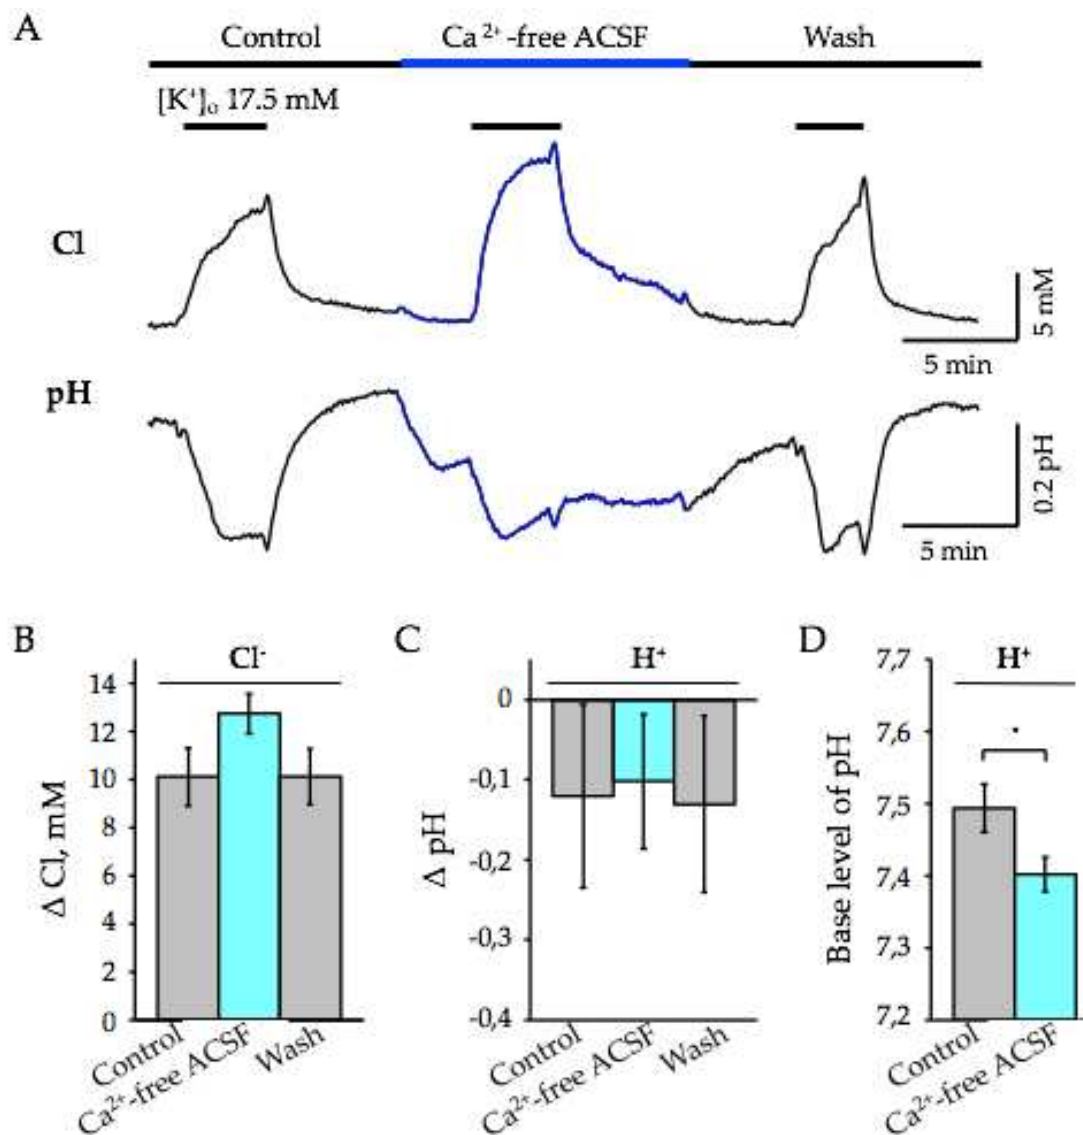 A
Control Ca²⁺-free ACSF Wash
[K⁺]ₒ 17.5 mM
Cl
5 mM
5 min
pH
0.2 pH
5 min
B
Cl⁻
Δ Cl, mM
14
12
10
8
6
4
2
0
Control
Ca²⁺-free ACSF
Wash
C
H⁺
Δ pH
0
-0,1
-0,2
-0,3
-0,4
Control
Ca²⁺-free ACSF
Wash
D
H⁺
*
Base level of pH
7,7
7,6
7,5
7,4
7,3
7,2
Control
Ca²⁺-free ACSF